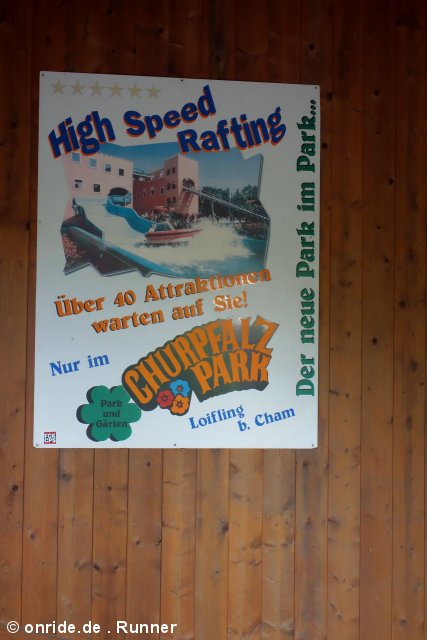 High Speed
Rafting
Der neue Park im Park...
Über 40 Attraktionen
warten auf Sie!
Nur im
CHURPFALZ
PARK
Park
und
Gärten
Loifling
b. Cham
© onride.de . Runner